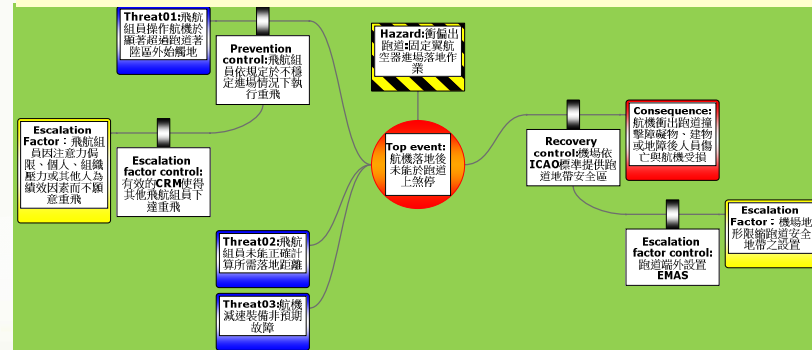 Threat01:飛航
組員操作航機於
顯著超過跑道著
陸區外始觸地
Prevention
control:飛航組
員依規定於不穩
定進場情況下執
行重飛
Hazard:衝偏出
跑道:固定翼航
空器進場落地作
業
Escalation
Factor：飛航組
員因注意力侷
限、個人、組織
壓力或其他人為
績效因素而不願
意重飛
Escalation
factor control:
有效的CRM使得
其他飛航組員下
達重飛
Top event:
航機落地後
未能於跑道
上煞停
Recovery
control:機場依
ICAO標準提供跑
道地帶安全區
Consequence:
航機衝出跑道撞
擊障礙物、建物
或地障後人員傷
亡與航機受損
Escalation
Factor：機場地
形限縮跑道安全
地帶之設置
Escalation
factor control:
跑道端外設置
EMAS
Threat02:飛航
組員未能正確計
算所需落地距離
Threat03:航機
減速裝備非預期
故障